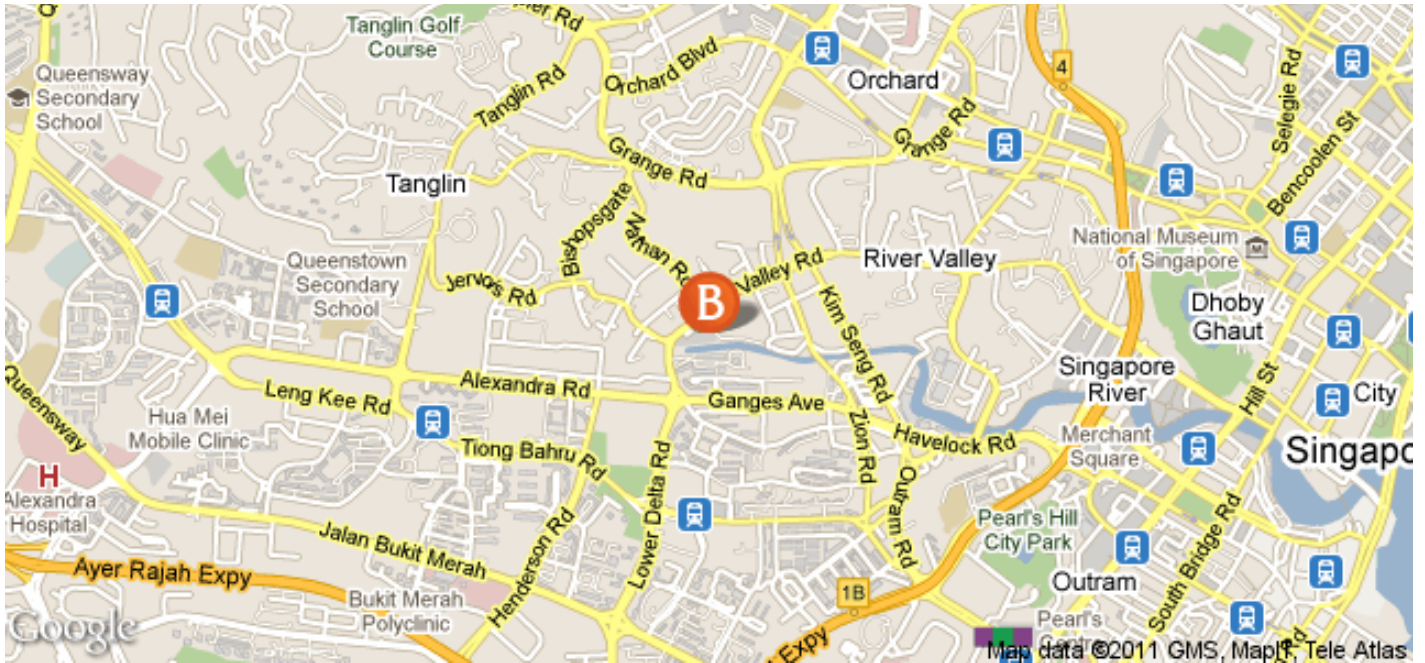 Tanglin Golf
Course
Orchard Blvd
4
Selegie Rd
Queensway
Secondary
School
Orchard
Tanglin Rd
Bencoolen St
Grange Rd
Grange Rd
Tanglin
Bishopsgate
National Museum
of Singapore
Queenstown
Secondary
School
Jervois Rd
Valley Rd
River Valley
B
Kim Seng Rd
Dhoby
Ghaut
Singapore
River
Alexandra Rd
Leng Kee Rd
Ganges Ave
Hill St
City
Queensway
Hua Mei
Mobile Clinic
Zion Rd
Havelock Rd
Merchant
Square
Singapo
Tiong Bahru Rd
H
Alexandra
Hospital
Lower Delta Rd
Outram Rd
Jalan Bukit Merah
Henderson Rd
Pearl's Hill
City Park
South Bridge Rd
Ayer Rajah Expy
Outram
Bukit Merah
Polyclinic
1B
Google
Expy
Pearl's
Rd
Map data ©2011 GMS, MapIT, Tele Atlas